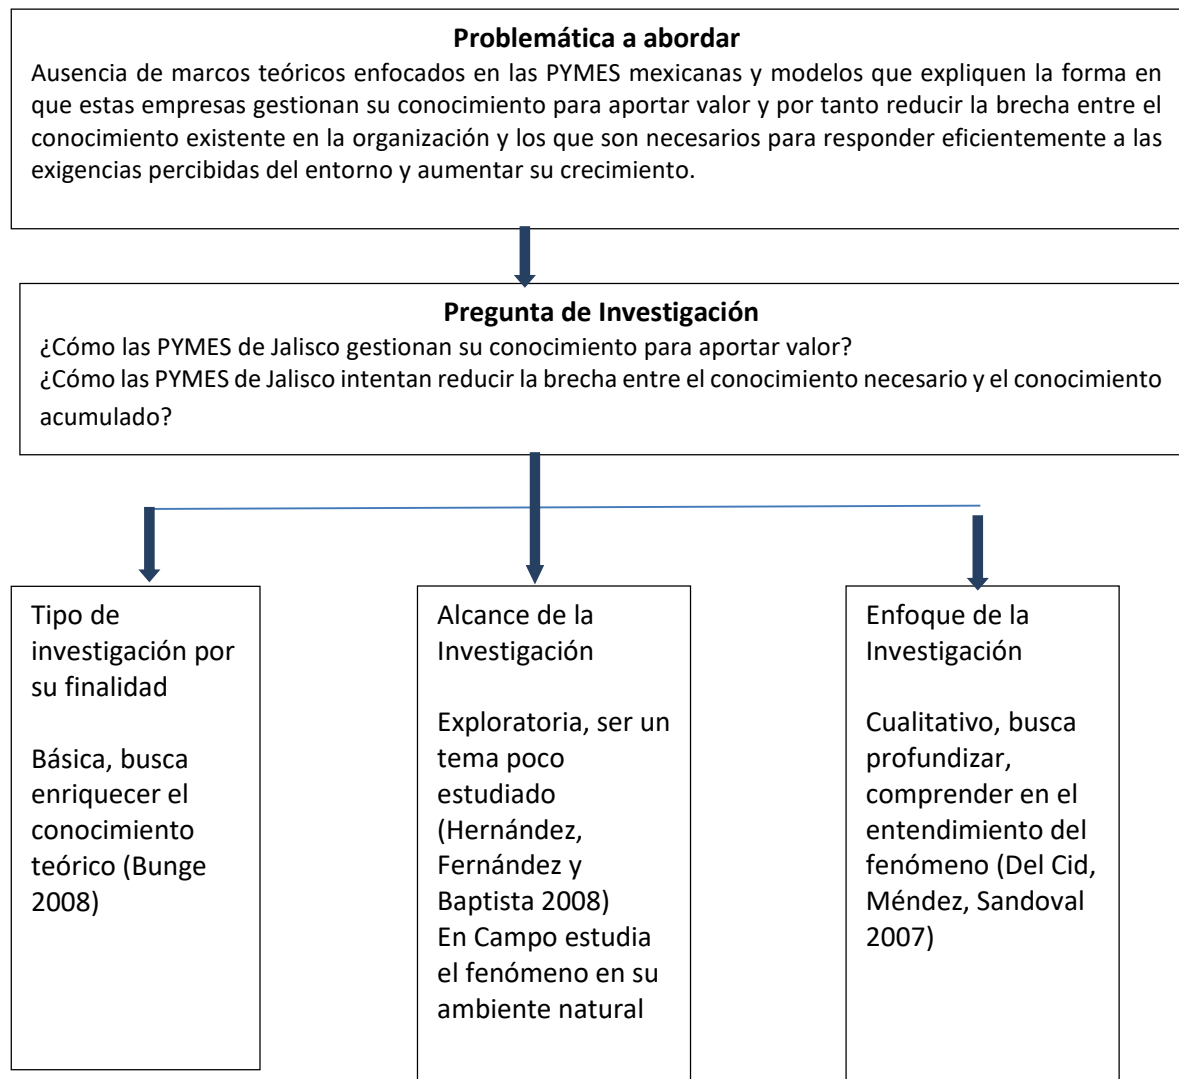 Problemática a abordar
Ausencia de marcos teóricos enfocados en las PYMES mexicanas y modelos que expliquen la forma en
que estas empresas gestionan su conocimiento para aportar valor y por tanto reducir la brecha entre el
conocimiento existente en la organización y los que son necesarios para responder eficientemente a las
exigencias percibidas del entorno y aumentar su crecimiento.
Pregunta de Investigación
¿Cómo las PYMES de Jalisco gestionan su conocimiento para aportar valor?
¿Cómo las PYMES de Jalisco intentan reducir la brecha entre el conocimiento necesario y el conocimiento
acumulado?
Tipo de
investigación por
su finalidad
Básica, busca
enriquecer el
conocimiento
teórico (Bunge
2008)
Alcance de la
Investigación
Exploratoria, ser un
tema poco
estudiado
(Hernández,
Fernández y
Baptista 2008)
En Campo estudia
el fenómeno en su
ambiente natural
Enfoque de la
Investigación
Cualitativo, busca
profundizar,
comprender en el
entendimiento del
fenómeno (Del Cid,
Méndez, Sandoval
2007)